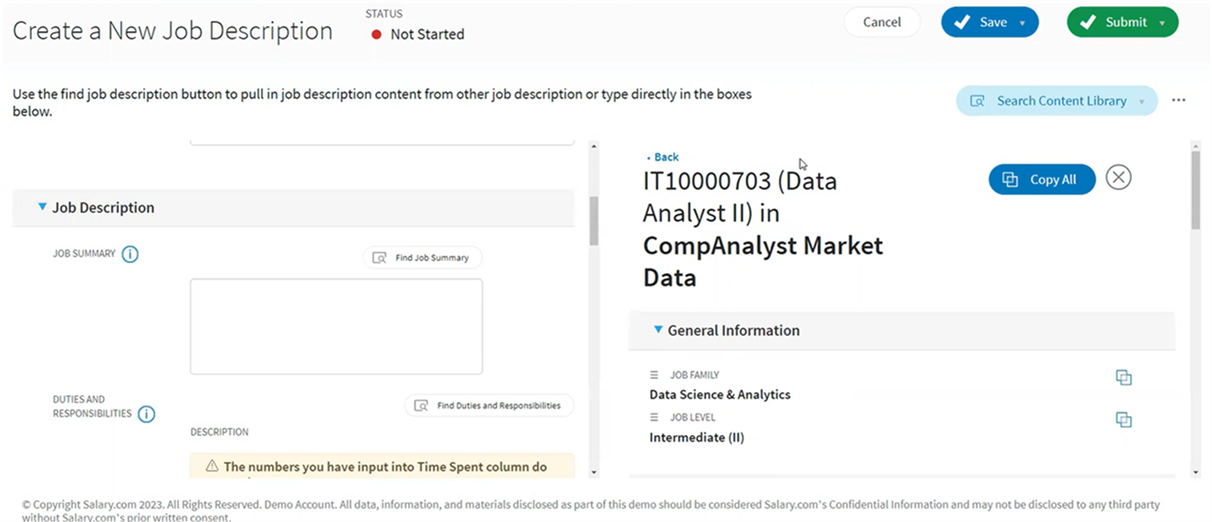 Create a New Job Description
STATUS
Not Started
Cancel
Save
Submit
Use the find job description button to pull in job description content from other job description or type directly in the boxes
below.
Search Content Library
Job Description
JOB SUMMARY
Find Job Summary
DUTIES AND
RESPONSIBILITIES
Find Duties and Responsibilities
DESCRIPTION
The numbers you have input into Time Spent column do
Back
IT10000703 (Data
Analyst II) in
CompAnalyst Market
Data
Copy All
General Information
JOB FAMILY
Data Science & Analytics
JOB LEVEL
Intermediate (II)
© Copyright Salary.com 2023. All Rights Reserved. Demo Account. All data, information, and materials disclosed as part of this demo should be considered Salary.com's Confidential Information and may not be disclosed to any third party
without Salary.com's prior written consent.